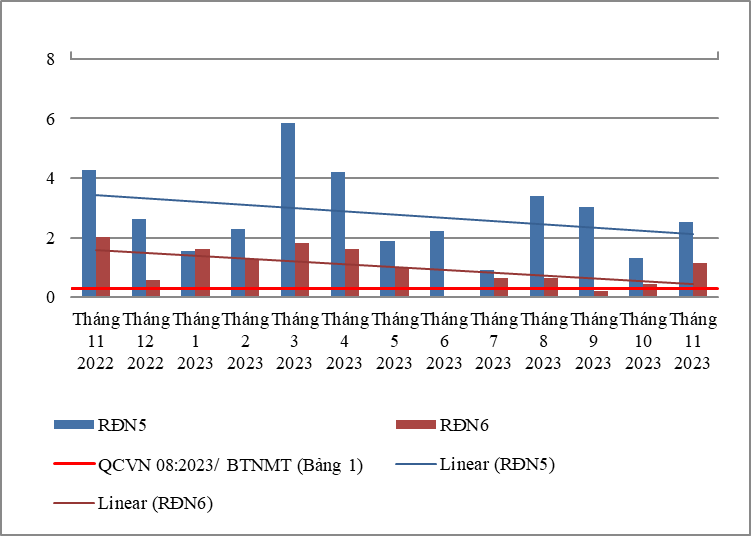 8
6
4
2
0
Tháng Tháng Tháng Tháng Tháng Tháng Tháng Tháng Tháng Tháng Tháng Tháng Tháng
11 12 1 2 3 4 5 6 7 8 9 10 11
2022 2022 2023 2023 2023 2023 2023 2023 2023 2023 2023 2023 2023
RĐN5 RĐN6
QCVN 08:2023/ BTNMT (Bảng 1) Linear (RĐN5)
Linear (RĐN6)